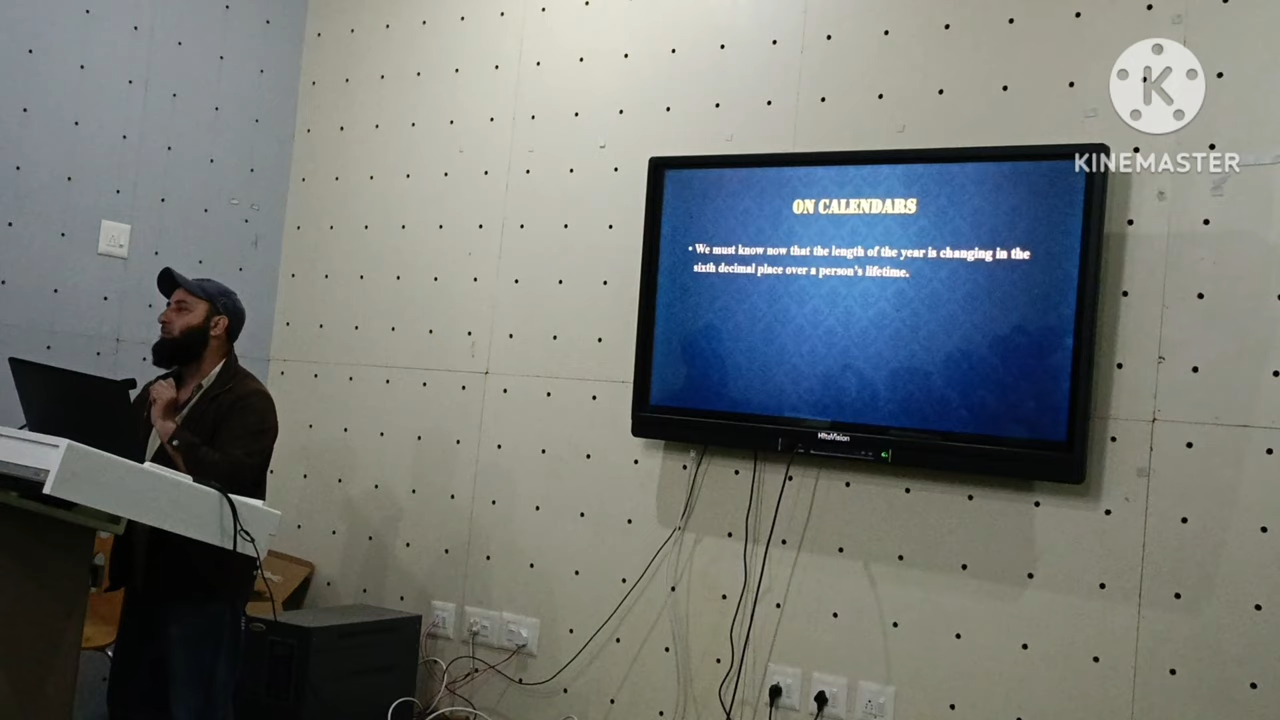 K
KINEMASTER
ON CALENDARS
• We must know now that the length of the year is changing in the
sixth decimal place over a person's lifetime.
HiteVision